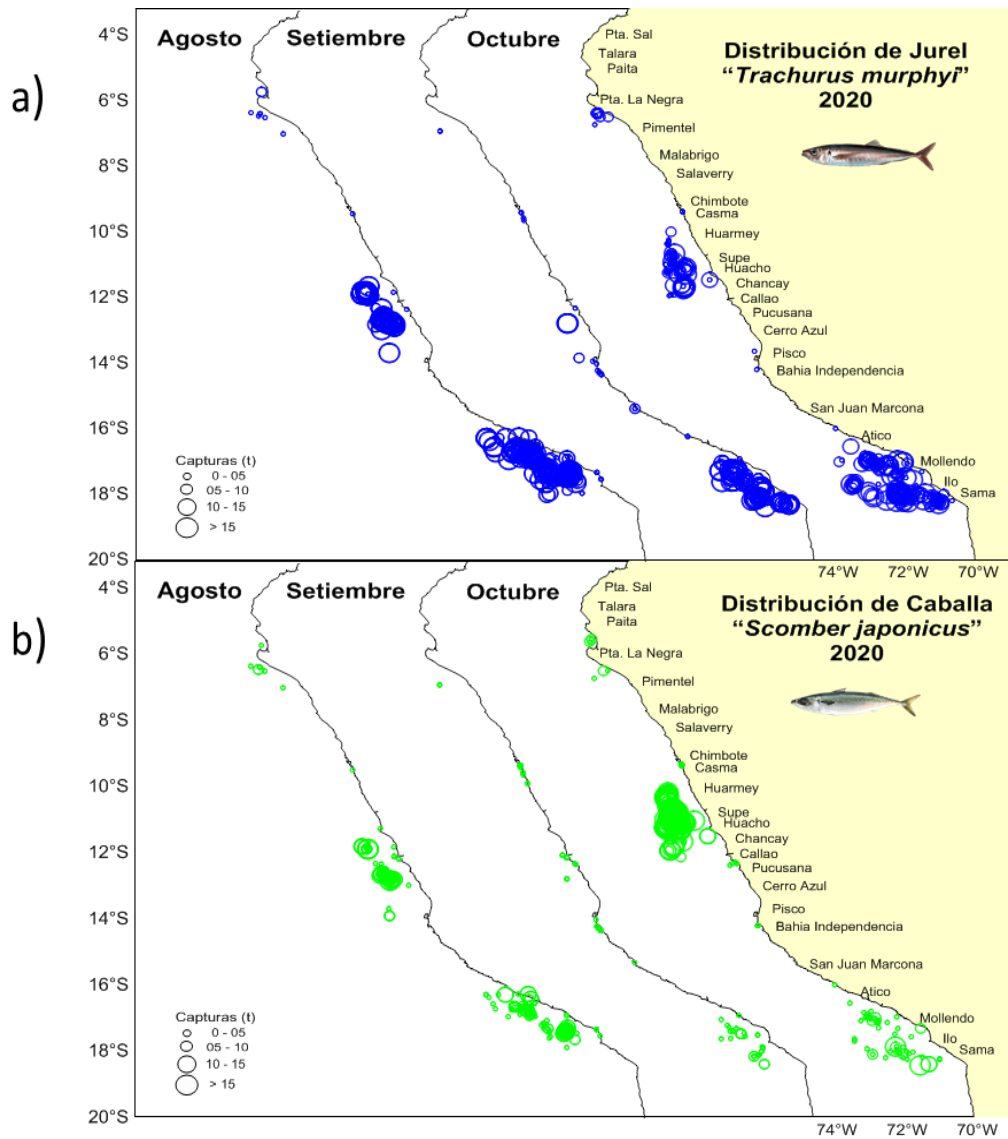 a)
Agosto Setiembre Octubre
Distribución de Jurel
“Trachurus murphyi”
2020
4°S
6°S
8°S
10°S
12°S
14°S
16°S
18°S
20°S
Pta. Sal
Talara
Paita
Pta. La Negra
Pimentel
Malabrigo
Salaverry
Chimbote
Casma
Huarmey
Supe
Huacho
Chancay
Callao
Pucusana
Cerro Azul
Pisco
Bahia Independencia
San Juan Marcona
Atico
Mollendo
Ilo
Sama
Capturas (t)
0 - 05
05 - 10
10 - 15
> 15
74°W 72°W 70°W
b)
Agosto Setiembre Octubre
Distribución de Caballa
“Scomber japonicus”
2020
4°S
6°S
8°S
10°S
12°S
14°S
16°S
18°S
20°S
Pta. Sal
Talara
Paita
Pta. La Negra
Pimentel
Malabrigo
Salaverry
Chimbote
Casma
Huarmey
Supe
Huacho
Chancay
Callao
Pucusana
Cerro Azul
Pisco
Bahia Independencia
San Juan Marcona
Atico
Mollendo
Ilo
Sama
Capturas (t)
0 - 05
05 - 10
10 - 15
> 15
74°W 72°W 70°W